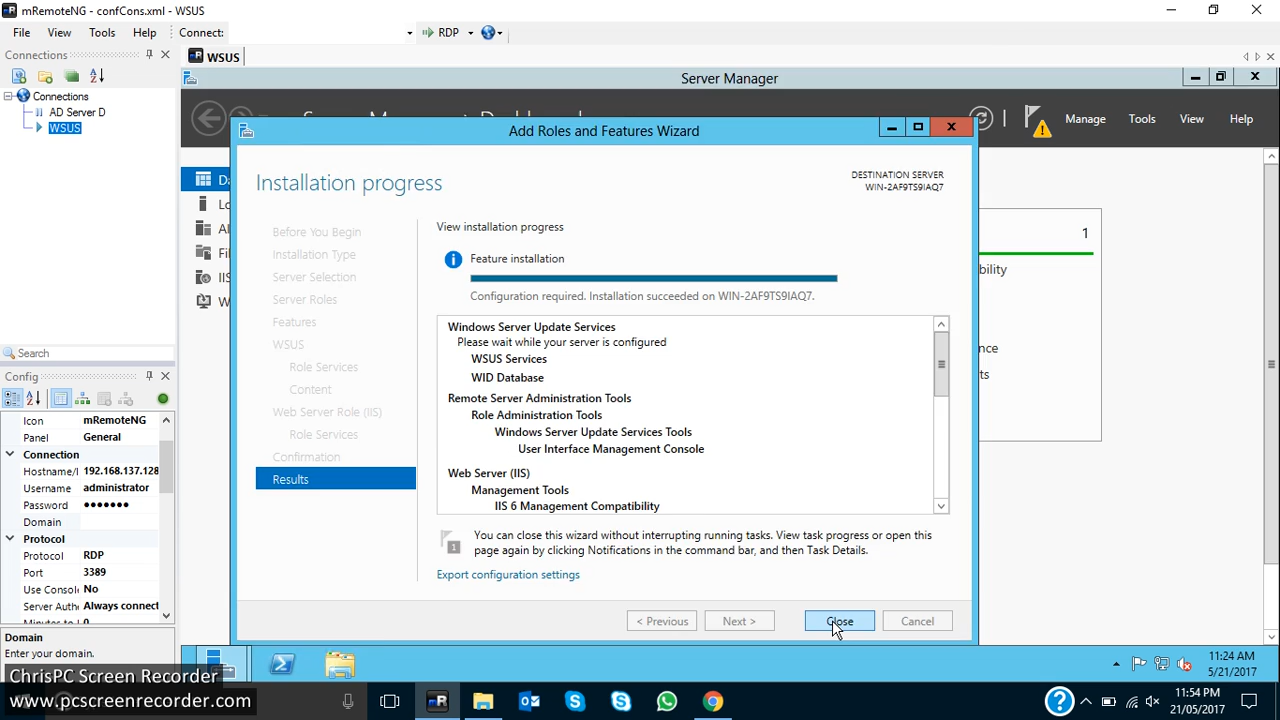 mRemoteNG - confCons.xml - WSUS
File View Tools Help Connect: RDP
Connections
WSUS
Connections
AD Server D
WSUS
Server Manager
Manage Tools View Help
Add Roles and Features Wizard
Installation progress
DESTINATION SERVER
WIN-2AF9TS9IAQ7
Before You Begin
Installation Type
Server Selection
Server Roles
Features
WSUS
Role Services
Content
Web Server Role (IIS)
Role Services
Confirmation
Results
View installation progress
Feature installation
Configuration required. Installation succeeded on WIN-2AF9TS9IAQ7.
Windows Server Update Services
Please wait while your server is configured
WSUS Services
WID Database
Remote Server Administration Tools
Role Administration Tools
Windows Server Update Services Tools
User Interface Management Console
Web Server (IIS)
Management Tools
IIS 6 Management Compatibility
1
You can close this wizard without interrupting running tasks. View task progress or open this
page again by clicking Notifications in the command bar, and then Task Details.
Export configuration settings
< Previous Next > Close Cancel
1
bility
nce
ts
Search
Config
Icon mRemoteNG
Panel General
Connection
Hostname/I 192.168.137.128
Username administrator
Password ●●●●●●●
Domain
Protocol
Protocol RDP
Port 3389
Use Consol No
Server Auth Always connect
Domain
Enter your domain.
11:24 AM
5/21/2017
ChrisPC Screen Recorder
www.pcscreenrecorder.com
11:54 PM
21/05/2017